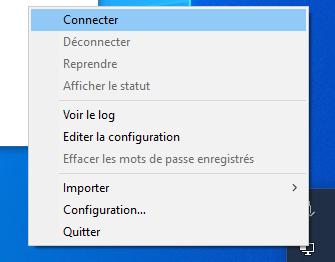 Connecter
Déconnecter
Reprendre
Afficher le statut
Voir le log
Editer la configuration
Effacer les mots de passe enregistrés
Importer
Configuration...
Quitter